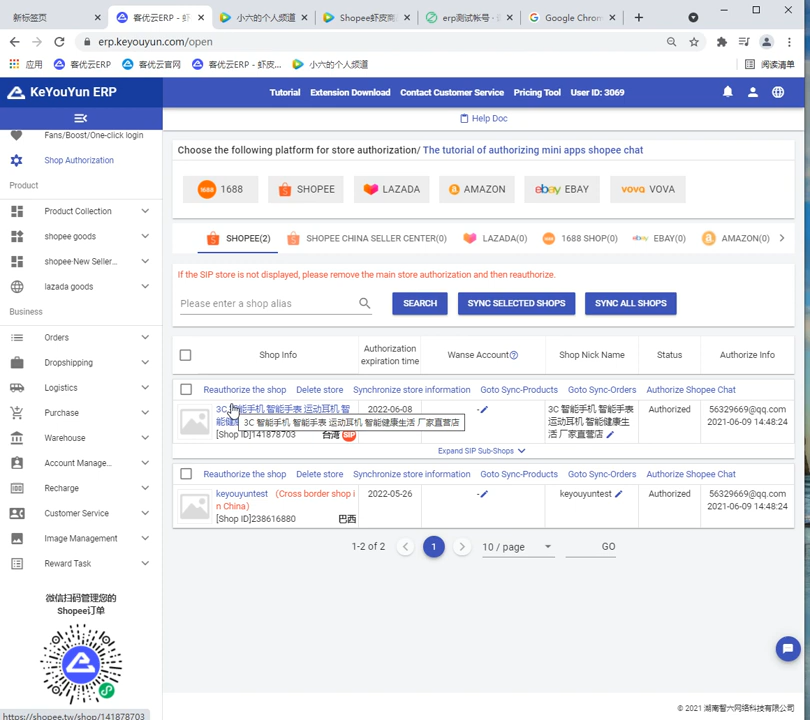 新标签页
客优云ERP - 虾
小六的个人频道
Shopee虾皮商
erp测试帐号 -
Google Chrom
erp.keyouyun.com/open
应用
客优云ERP
客优云官网
客优云ERP - 虾皮...
小六的个人频道
阅读清单
KeYouYun ERP
Tutorial
Extension Download
Contact Customer Service
Pricing Tool
User ID: 3069
Help Doc
Fans/Boost/One-click login
Shop Authorization
Product
Product Collection
shopee goods
shopee New Seller...
lazada goods
Business
Orders
Dropshipping
Logistics
Purchase
Warehouse
Account Manage...
Recharge
Customer Service
Image Management
Reward Task
微信扫码管理您的
Shopee订单
Choose the following platform for store authorization/ The tutorial of authorizing mini apps shopee chat
1688
SHOPEE
LAZADA
AMAZON
ebay EBAY
vova VOVA
SHOPEE(2)
SHOPEE CHINA SELLER CENTER(0)
LAZADA(0)
1688 SHOP(0)
ebay EBAY(0)
AMAZON(0)
If the SIP store is not displayed, please remove the main store authorization and then reauthorize.
Please enter a shop alias
SEARCH
SYNC SELECTED SHOPS
SYNC ALL SHOPS
Shop Info
Authorization
expiration time
Wanse Account
Shop Nick Name
Status
Authorize Info
Reauthorize the shop
Delete store
Synchronize store information
Goto Sync-Products
Goto Sync-Orders
Authorize Shopee Chat
3C 智能手机 智能手表 运动耳机 智
[Shop ID]141878703
台湾 SIP
3C 智能手机 智能手表 运动耳机 智能健康生活 厂家直营店
2022-06-08
-
3C 智能手机 智能手表
运动耳机 智能健康生
活 厂家直营店
Authorized
56329669@qq.com
2021-06-09 14:48:24
Expand SIP Sub-Shops
Reauthorize the shop
Delete store
Synchronize store information
Goto Sync-Products
Goto Sync-Orders
Authorize Shopee Chat
keyouyuntest （Cross border shop i
n China）
[Shop ID]238616880
巴西
2022-05-26
-
keyouyuntest
Authorized
56329669@qq.com
2021-06-09 14:48:24
1-2 of 2
1
10 / page
GO
© 2021 湖南智六网络科技有限公司
https://shopee.tw/shop/141878703